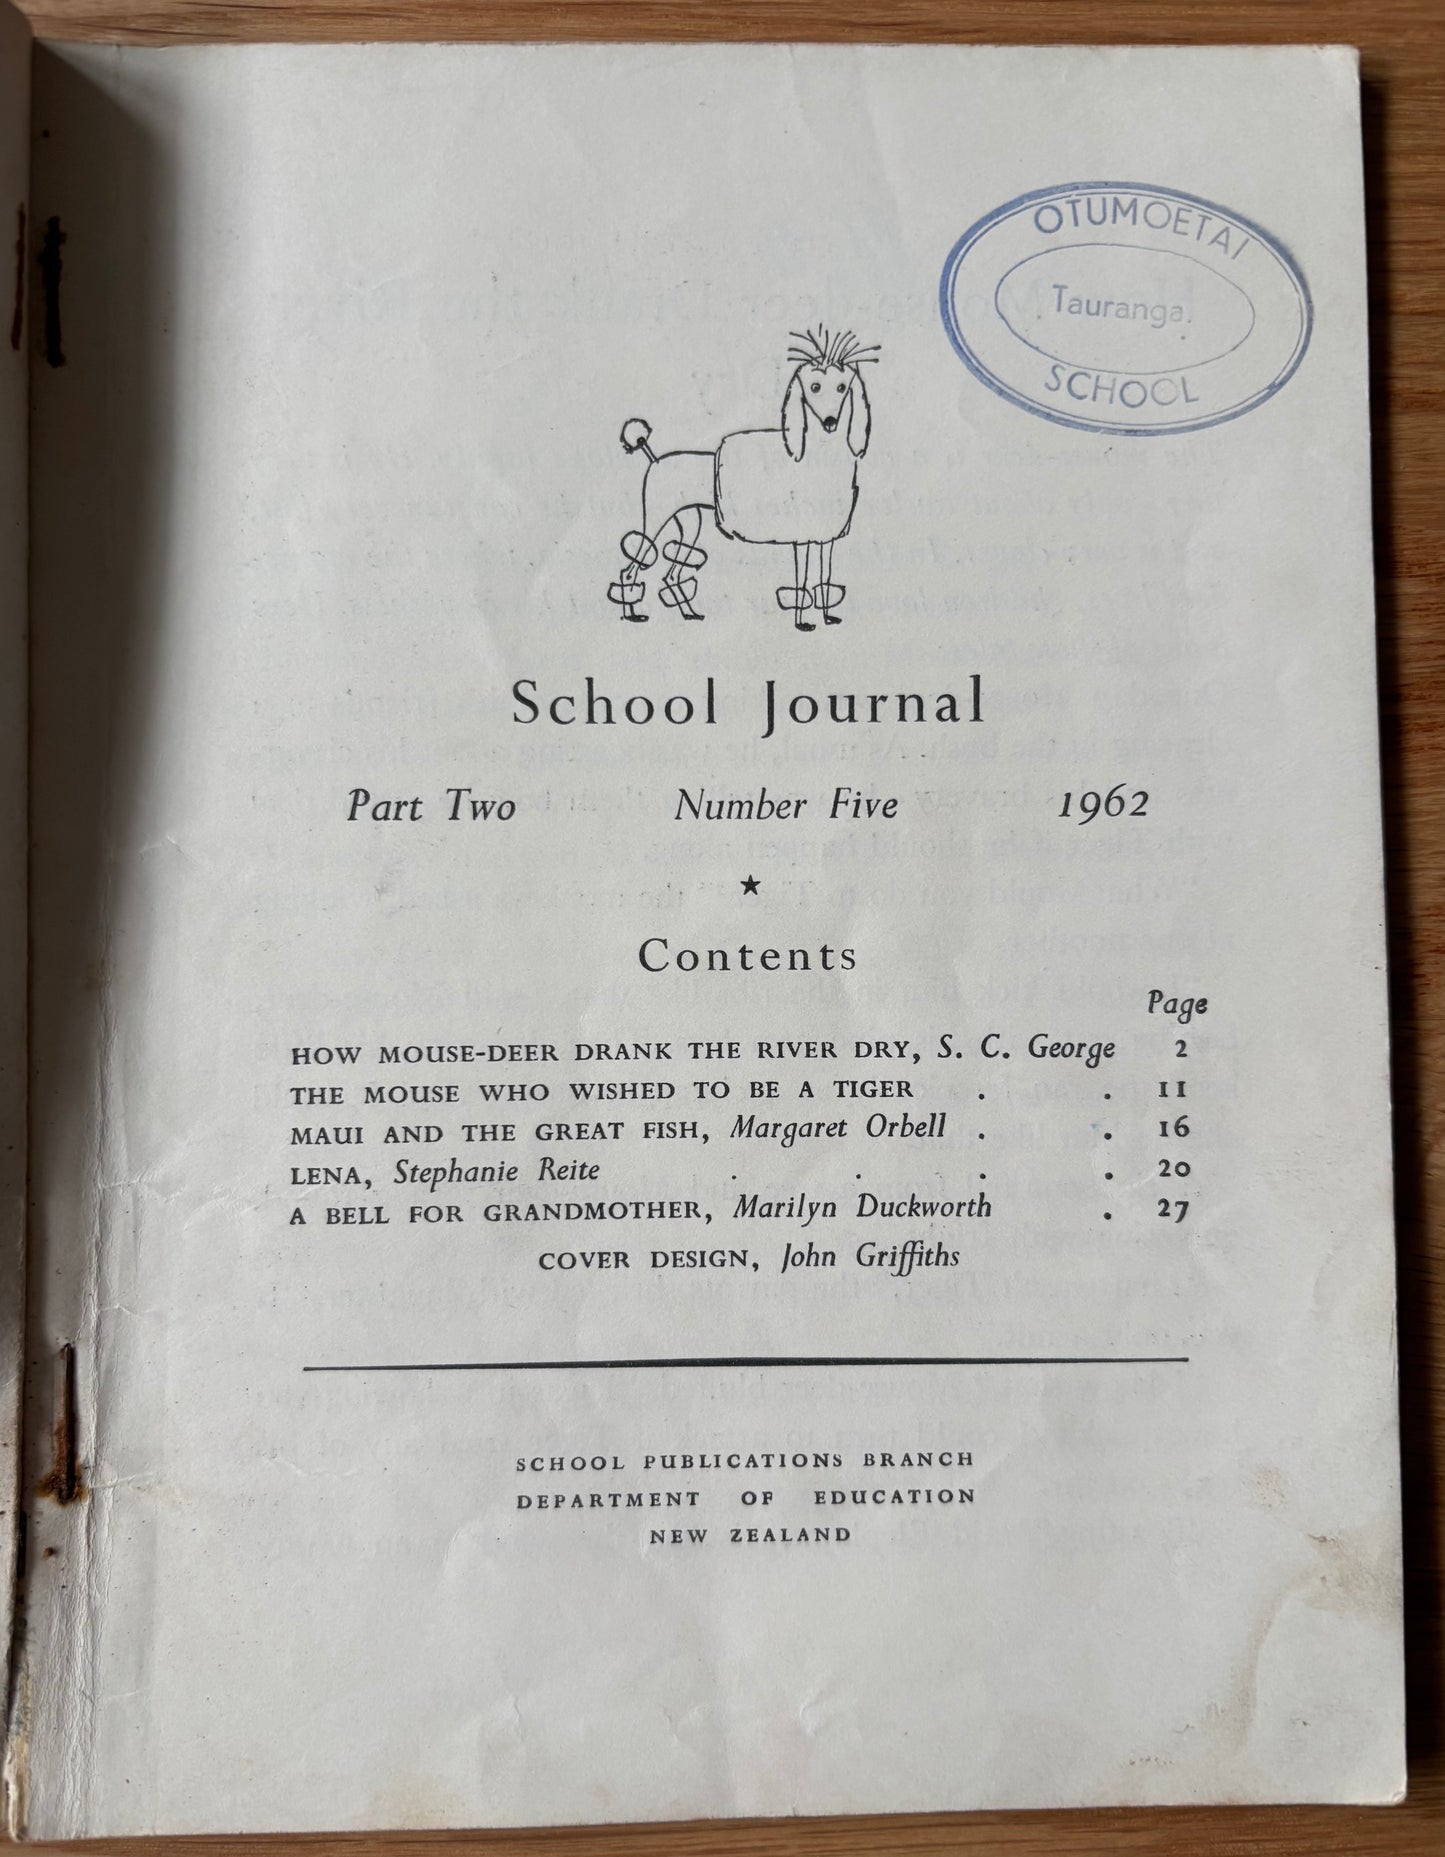 OTUMOETAI
Tauranga.
SCHOOL
School Journal
Part Two Number Five 1962
★
Contents
Page
HOW MOUSE-DEER DRANK THE RIVER DRY, S. C. George 2
THE MOUSE WHO WISHED TO BE A TIGER . . 11
MAUI AND THE GREAT FISH, Margaret Orbell . . 16
LENA, Stephanie Reite . . . . 20
A BELL FOR GRANDMOTHER, Marilyn Duckworth . 27
COVER DESIGN, John Griffiths
SCHOOL PUBLICATIONS BRANCH
DEPARTMENT OF EDUCATION
NEW ZEALAND